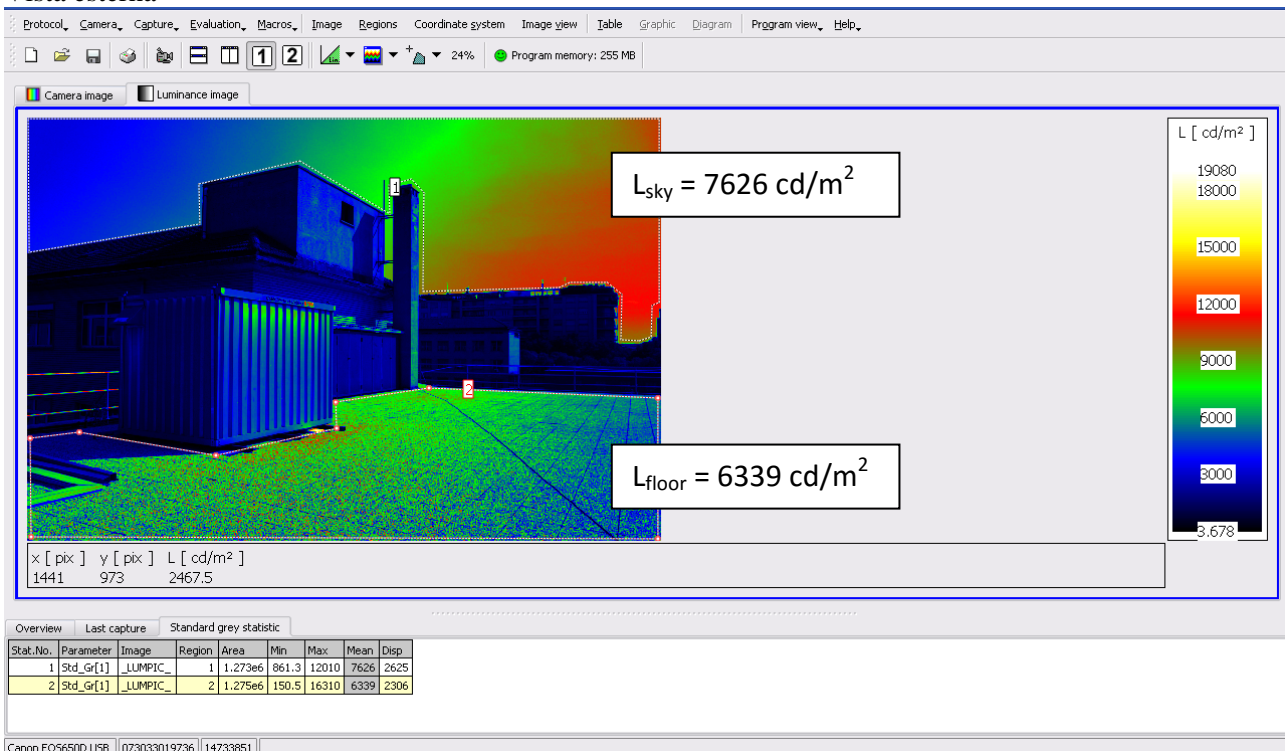 Vista esterna
Protocol Camera Capture Evaluation Macros Image Regions Coordinate system Image view Table Graphic Diagram Program view Help
1 2 24% Program memory: 255 MB
Camera image Luminance image
L [ cd/m² ]
19080
18000
15000
12000
9000
6000
3000
3.678
1
L_sky = 7626 cd/m²
2
L_floor = 6339 cd/m²
x [ pix ] y [ pix ] L [ cd/m² ]
1441 973 2467.5
Overview Last capture Standard grey statistic
Stat.No. Parameter Image Region Area Min Max Mean Disp
1 Std_Gr[1] _LUMPIC_ 1 1.273e6 861.3 12010 7626 2625
2 Std_Gr[1] _LUMPIC_ 2 1.275e6 150.5 16310 6339 2306
Canon EOS650D USB 073033019736 14733851